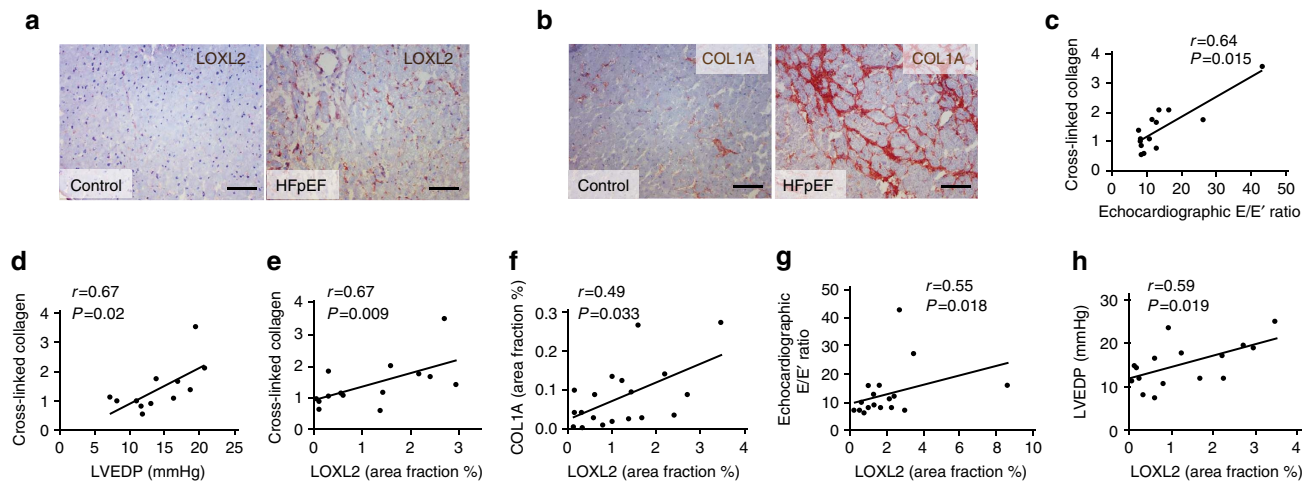 a
LOXL2
LOXL2
Control
HFpEF
b
COL1A
COL1A
Control
HFpEF
c
r=0.64
P=0.015
Cross-linked collagen
4
3
2
1
0
0 10 20 30 40 50
Echocardiographic E/E′ ratio
d
r=0.67
P=0.02
Cross-linked collagen
4
3
2
1
0
0 5 10 15 20 25
LVEDP (mmHg)
e
r=0.67
P=0.009
Cross-linked collagen
4
3
2
1
0
0 1 2 3
LOXL2 (area fraction %)
f
r=0.49
P=0.033
COL1A (area fraction %)
0.3
0.2
0.1
0.0
0 1 2 3 4
LOXL2 (area fraction %)
g
r=0.55
P=0.018
Echocardiographic
E/E′ ratio
50
40
30
20
10
0
0 2 4 6 8 10
LOXL2 (area fraction %)
h
r=0.59
P=0.019
LVEDP (mmHg)
30
20
10
0
0 1 2 3 4
LOXL2 (area fraction %)